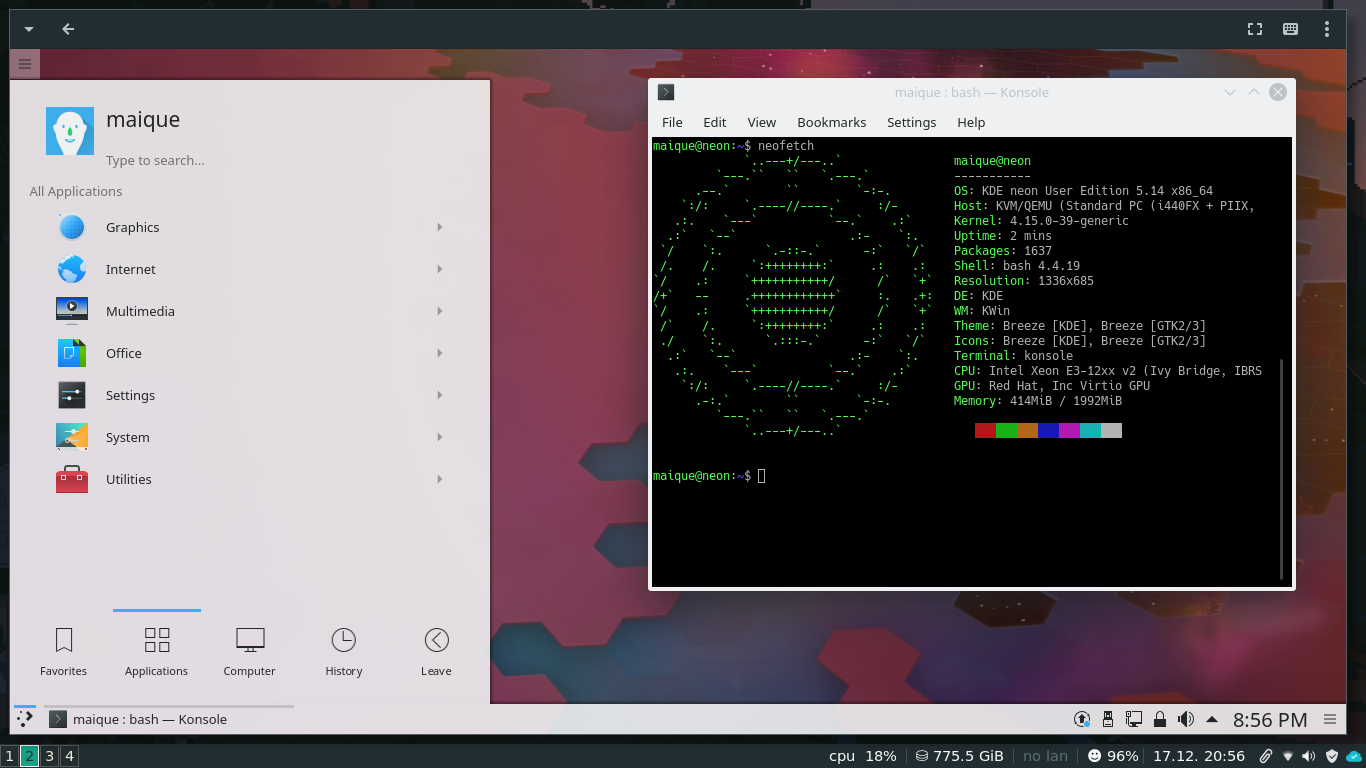 maique
Type to search...
All Applications
Graphics
Internet
Multimedia
Office
Settings
System
Utilities
Favorites Applications Computer History Leave
maique : bash — Konsole
File Edit View Bookmarks Settings Help
maique@neon:~$ neofetch
maique@neon
-----------
OS: KDE neon User Edition 5.14 x86_64
Host: KVM/QEMU (Standard PC (i440FX + PIIX,
Kernel: 4.15.0-39-generic
Uptime: 2 mins
Packages: 1637
Shell: bash 4.4.19
Resolution: 1336x685
DE: KDE
WM: KWin
Theme: Breeze [KDE], Breeze [GTK2/3]
Icons: Breeze [KDE], Breeze [GTK2/3]
Terminal: konsole
CPU: Intel Xeon E3-12xx v2 (Ivy Bridge, IBRS
GPU: Red Hat, Inc Virtio GPU
Memory: 414MiB / 1992MiB
maique@neon:~$
maique : bash — Konsole
8:56 PM
1 2 3 4
cpu 18% 775.5 GiB no lan 96% 17.12. 20:56